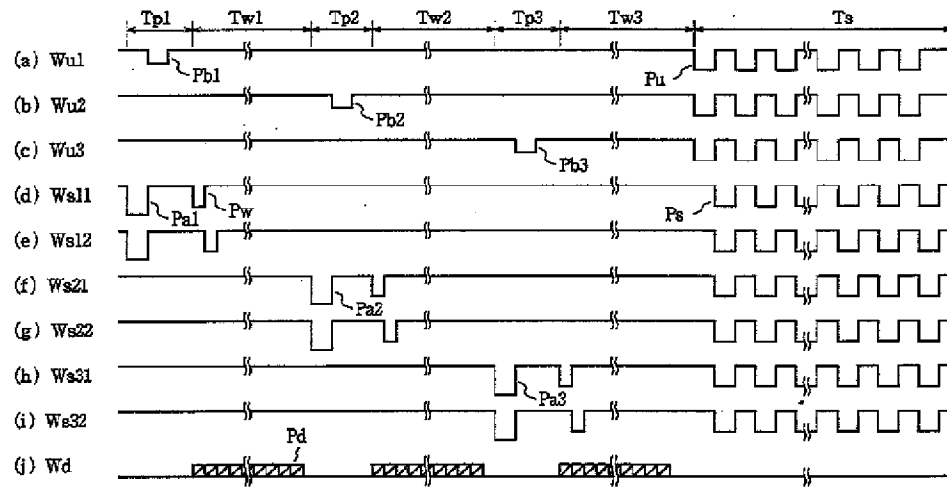 Tp1 Tw1 Tp2 Tw2 Tp3 Tw3 Ts
(a) Wu1
Pb1
Pu
(b) Wu2
Pb2
(c) Wu3
Pb3
(d) Ws11
Pa1
Pw
Ps
(e) Ws12
(f) Ws21
Pa2
(g) Ws22
(h) Ws31
Pa3
(i) Ws32
Pd
(j) Wd